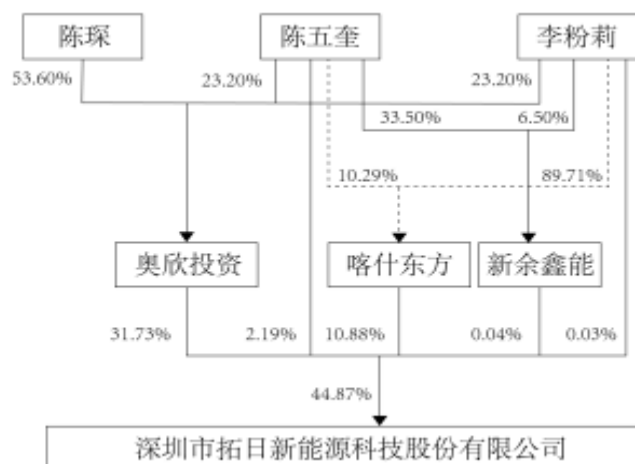 陈琛 陈五奎 李粉莉
53.60% 23.20% 23.20%
33.50% 6.50%
10.29% 89.71%
奥欣投资 喀什东方 新余鑫能
31.73% 2.19% 10.88% 0.04% 0.03%
44.87%
深圳市拓日新能源科技股份有限公司